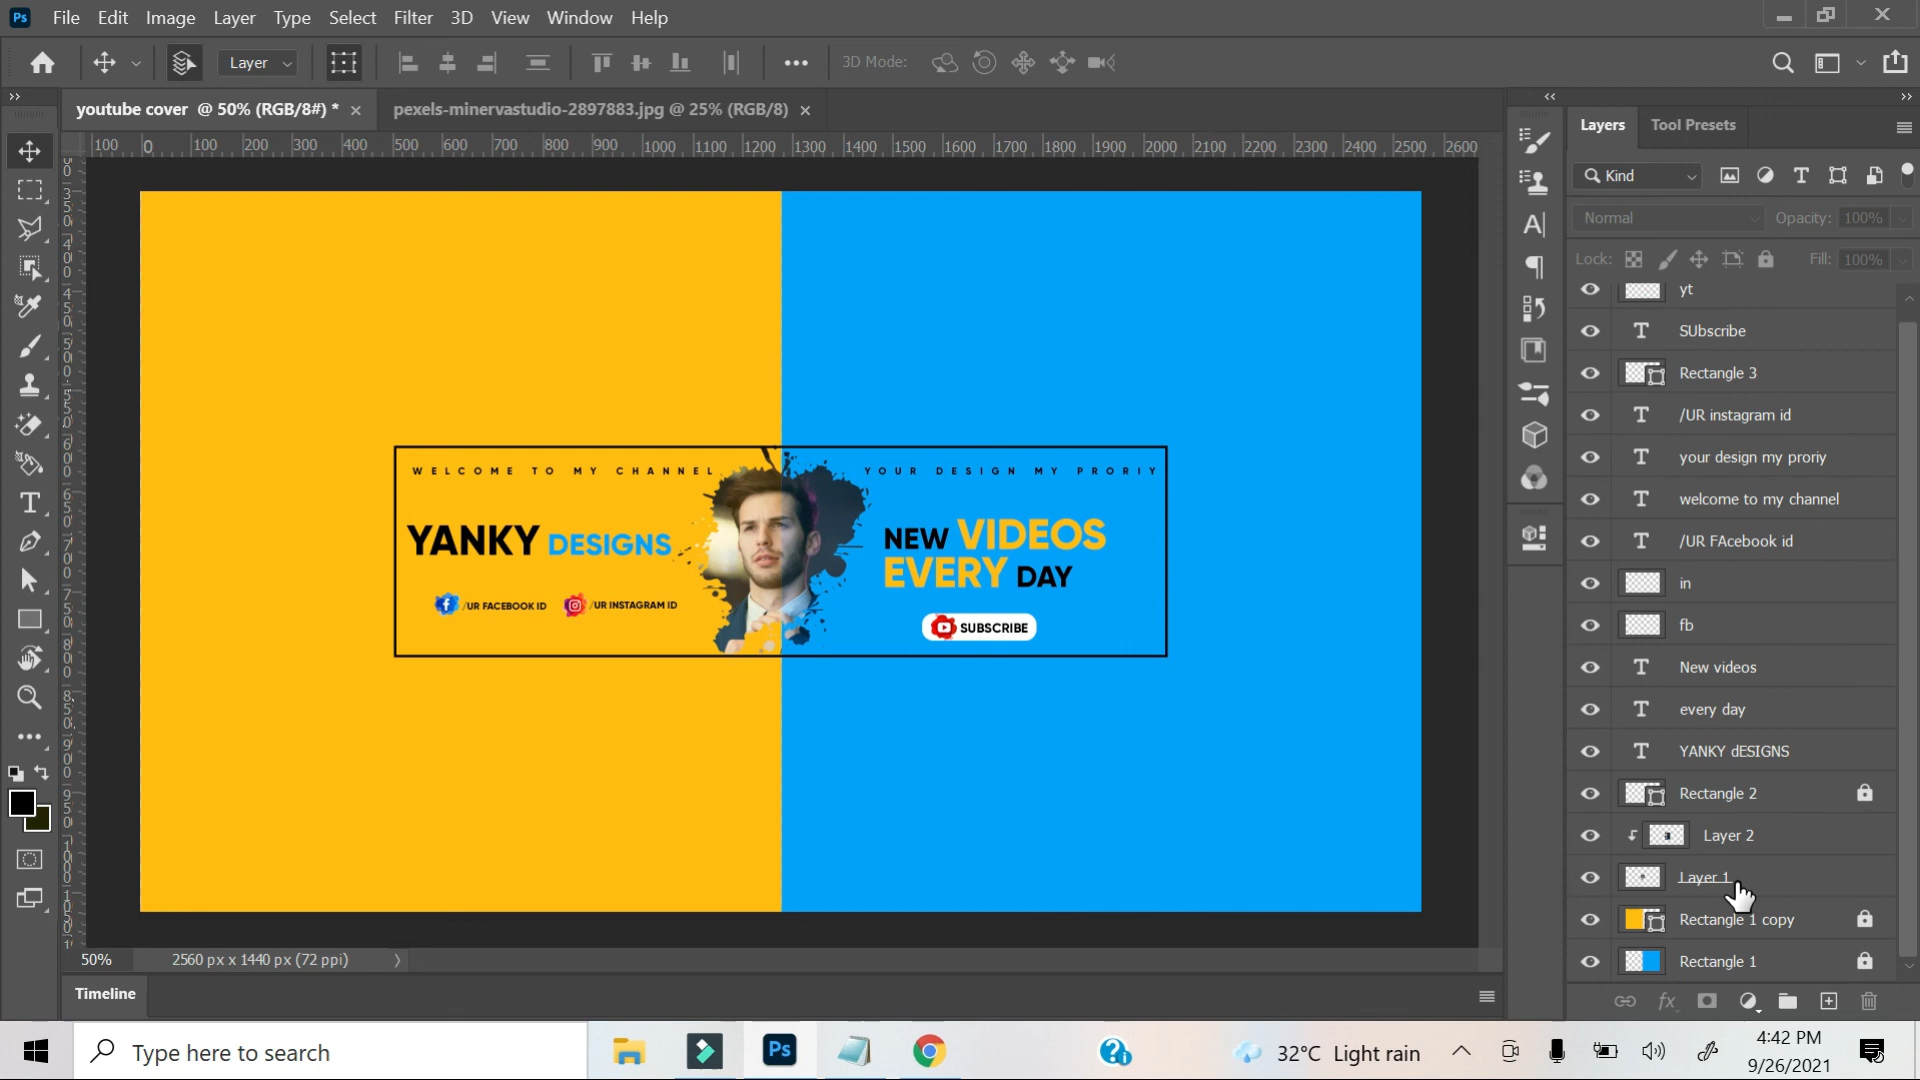 Ps File Edit Image Layer Type Select Filter 3D View Window Help
Layer 3D Mode:
youtube cover @ 50% (RGB/8#) * × pexels-minervastudio-2897883.jpg @ 25% (RGB/8) ×
100 0 100 200 300 400 500 600 700 800 900 1000 1100 1200 1300 1400 1500 1600 1700 1800 1900 2000 2100 2200 2300 2400 2500 2600
WELCOME TO MY CHANNEL
YOUR DESIGN MY PRORIY
YANKY DESIGNS
/UR FACEBOOK ID /UR INSTAGRAM ID
NEW VIDEOS
EVERY DAY
SUBSCRIBE
50% 2560 px x 1440 px (72 ppi)
Timeline
Layers Tool Presets
Kind
Normal Opacity: 100%
Lock: Fill: 100%
yt
SUbscribe
Rectangle 3
/UR instagram id
your design my proriy
welcome to my channel
/UR FAcebook id
in
fb
New videos
every day
YANKY dESIGNS
Rectangle 2
Layer 2
Layer 1
Rectangle 1 copy
Rectangle 1
Type here to search
Ps
32°C Light rain
4:42 PM
9/26/2021